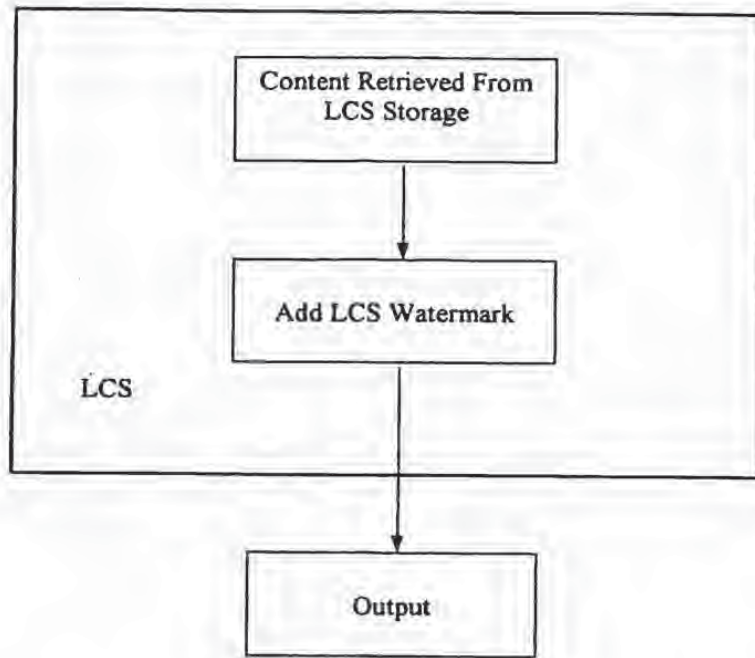 Content Retrieved From
LCS Storage
Add LCS Watermark
LCS
Output